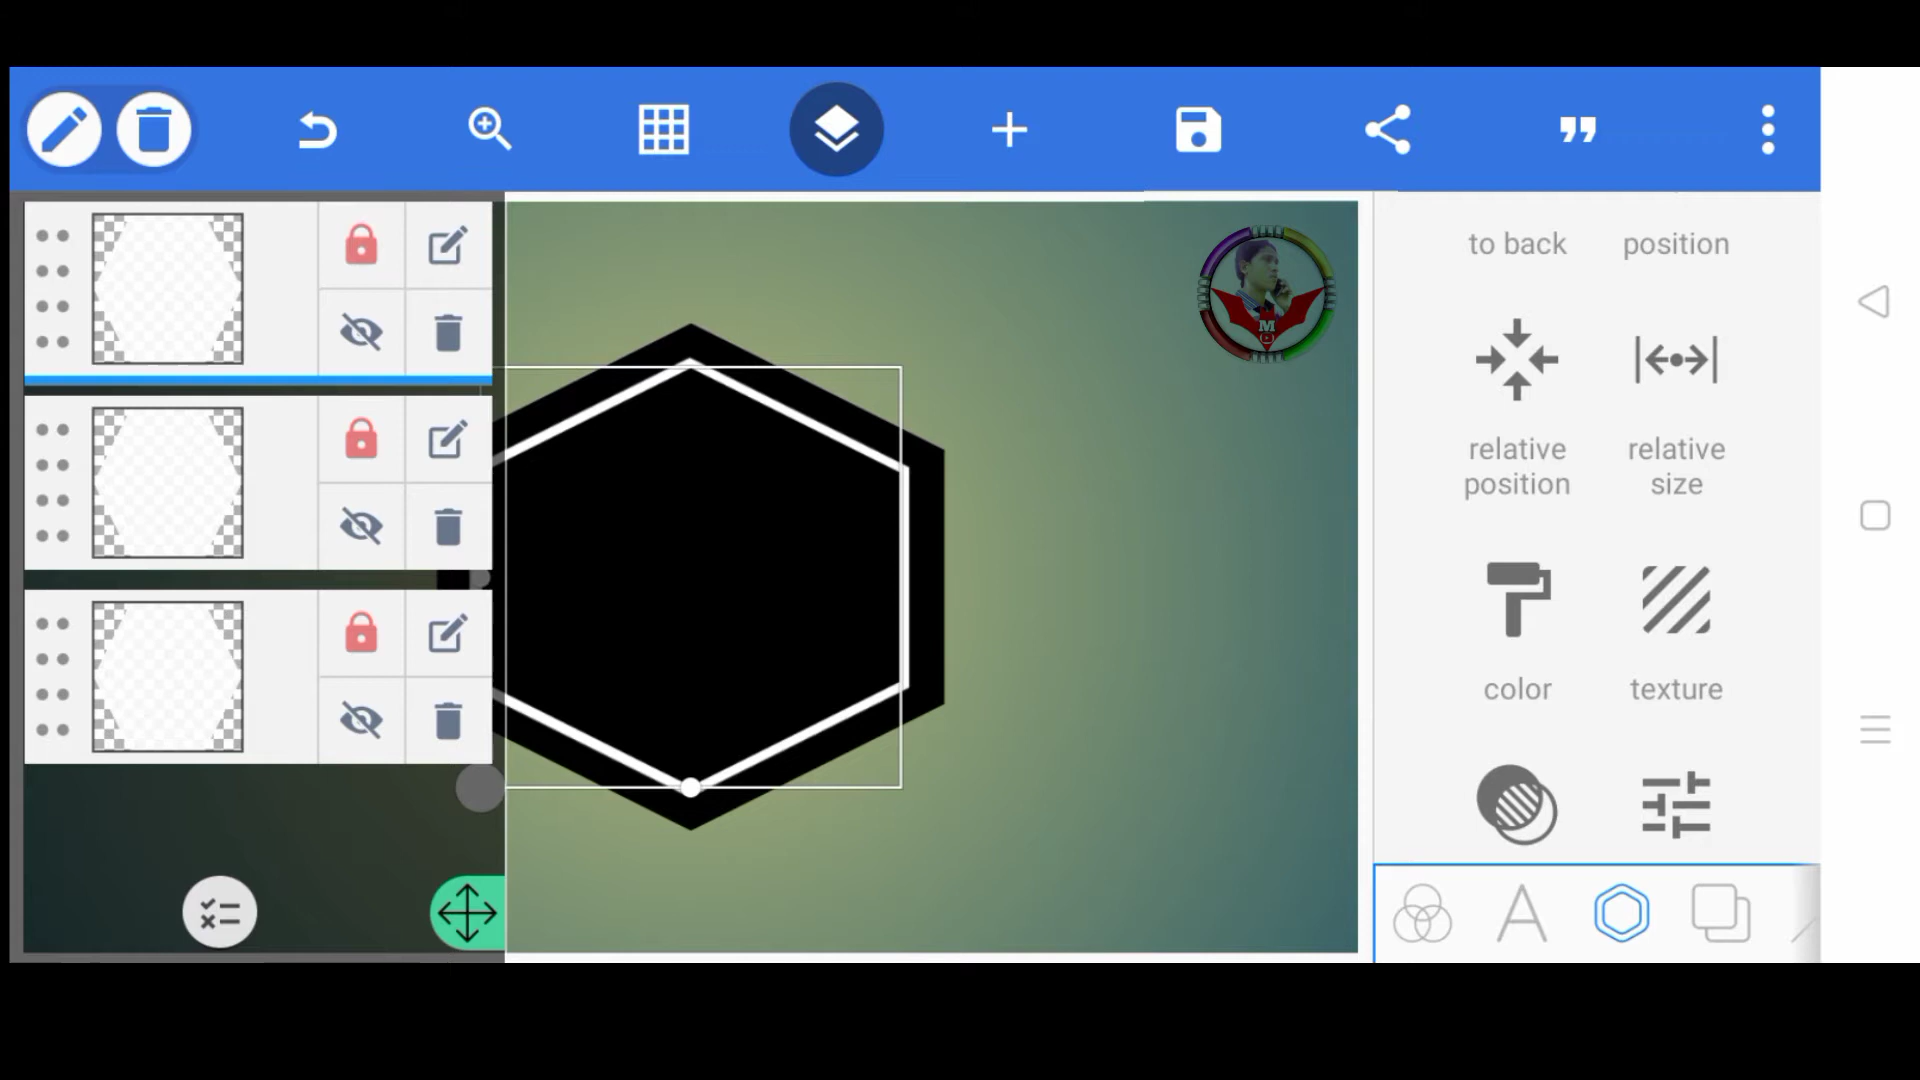 to back
position
relative
position
relative
size
color
texture
M